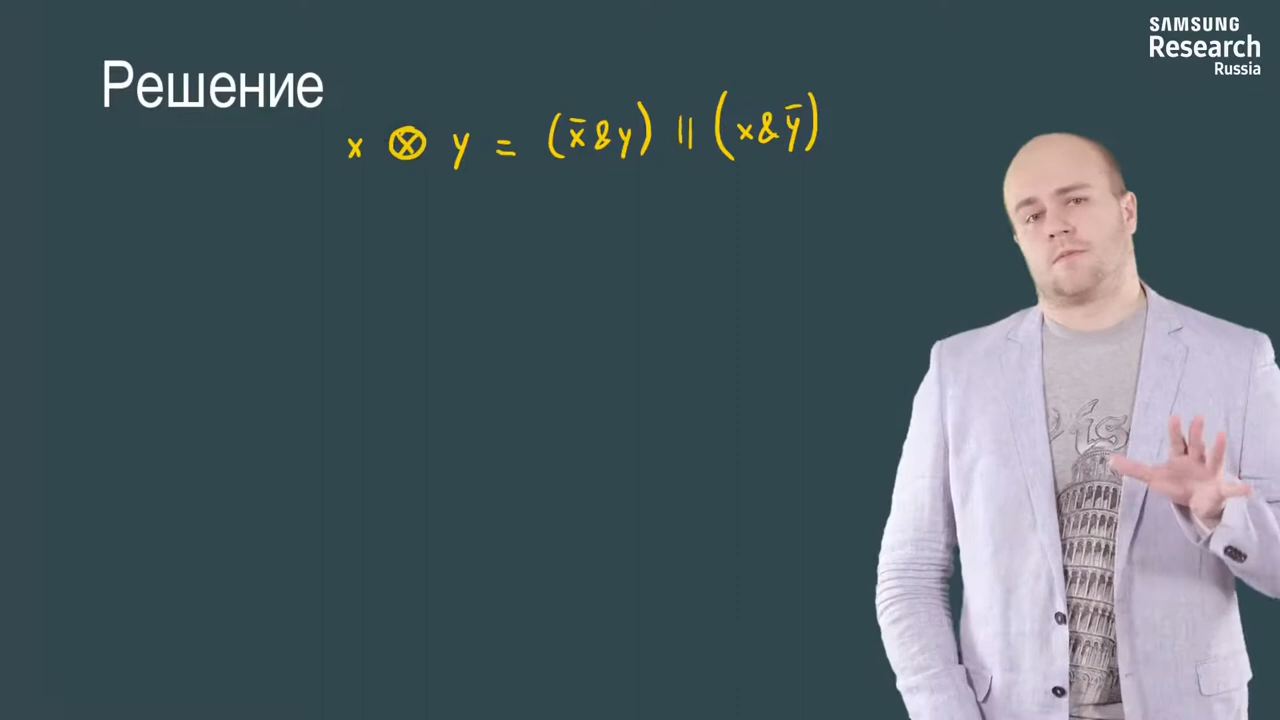 SAMSUNG
Research
Russia
Решение
x ⊗ y = (x̄ & y) || (x & ȳ)